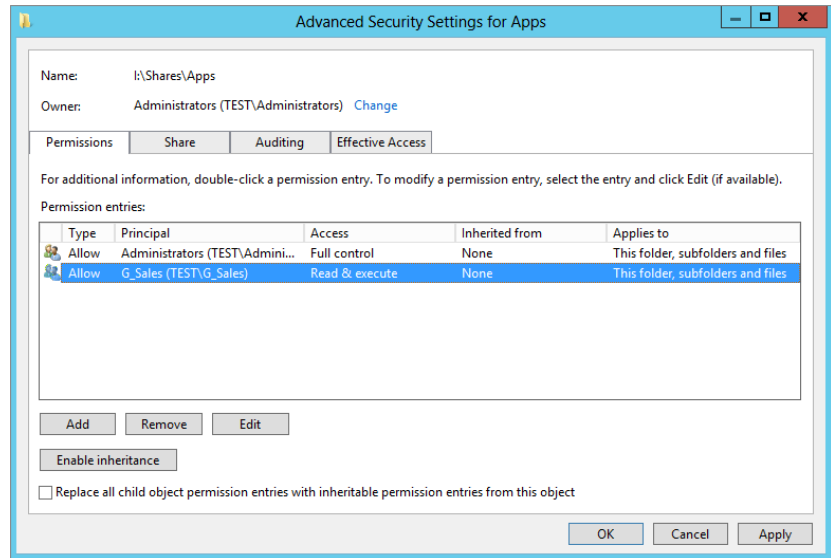 Advanced Security Settings for Apps
Name: I:\Shares\Apps
Owner: Administrators (TEST\Administrators) Change
Permissions Share Auditing Effective Access
For additional information, double-click a permission entry. To modify a permission entry, select the entry and click Edit (if available).
Permission entries:
Type Principal Access Inherited from Applies to
Allow Administrators (TEST\Admini... Full control None This folder, subfolders and files
Allow G_Sales (TEST\G_Sales) Read & execute None This folder, subfolders and files
Add Remove Edit
Enable inheritance
Replace all child object permission entries with inheritable permission entries from this object
OK Cancel Apply